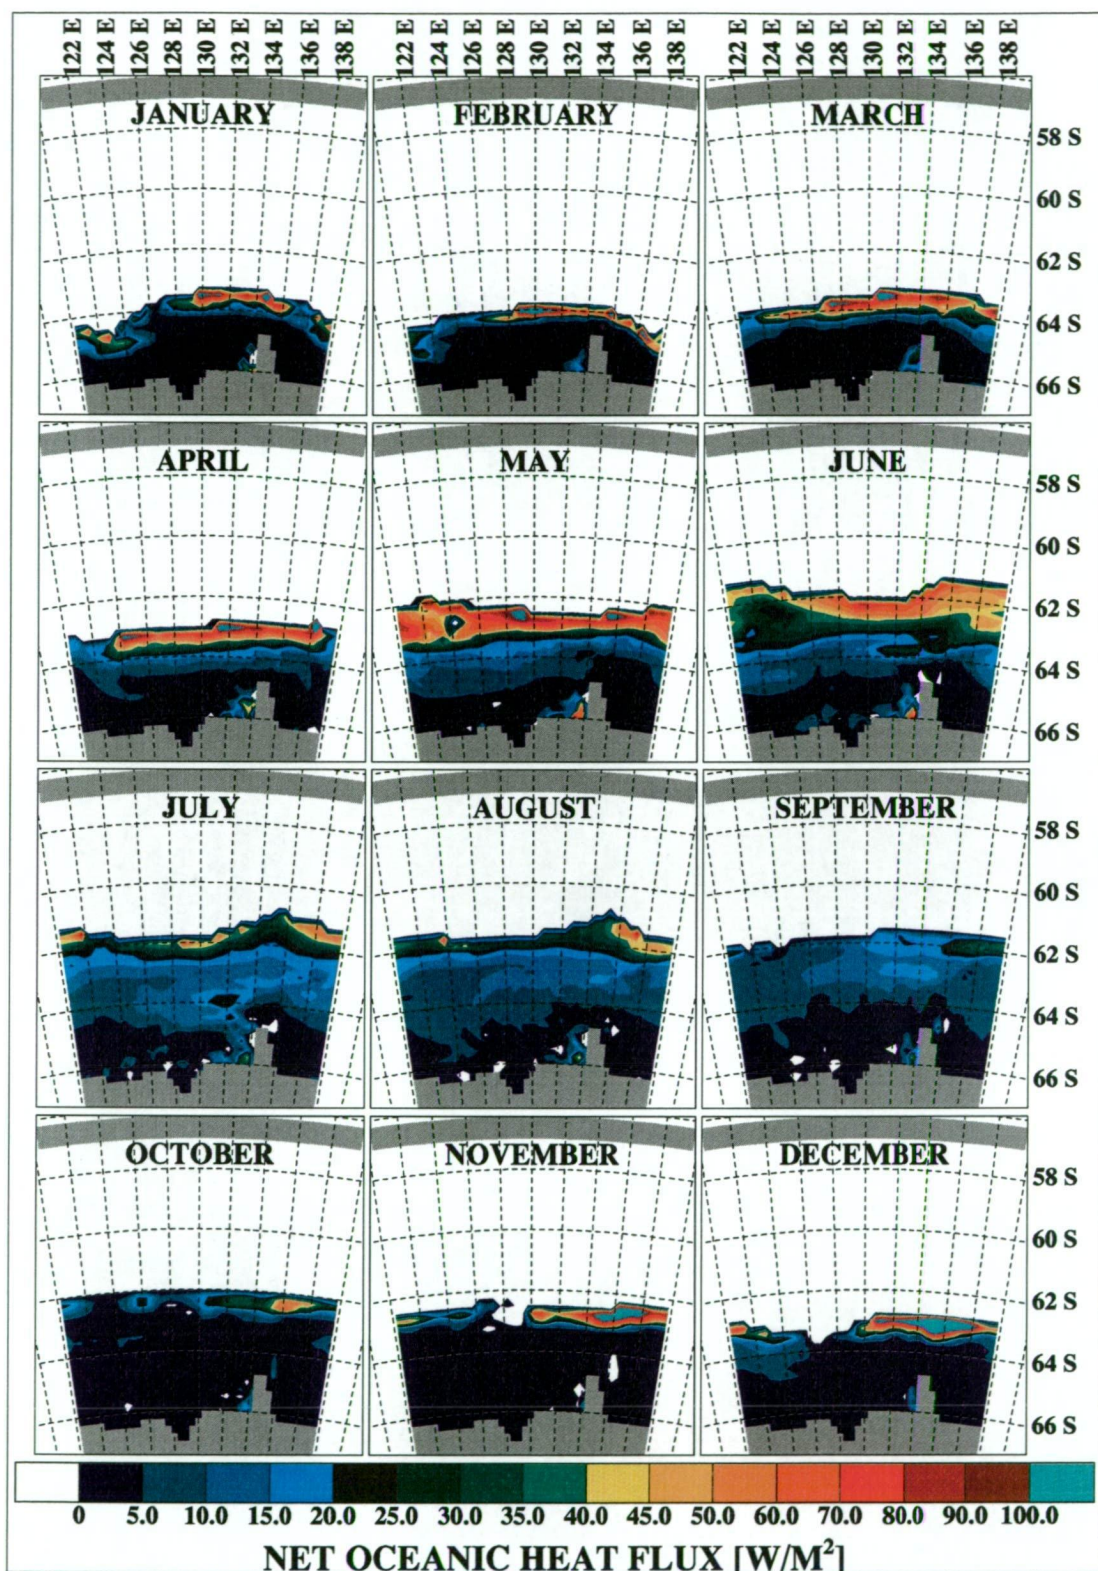 122 E 124 E 126 E 128 E 130 E 132 E 134 E 136 E 138 E 122 E 124 E 126 E 128 E 130 E 132 E 134 E 136 E 138 E 122 E 124 E 126 E 128 E 130 E 132 E 134 E 136 E 138 E
JANUARY FEBRUARY MARCH
58 S
60 S
62 S
64 S
66 S
APRIL MAY JUNE
58 S
60 S
62 S
64 S
66 S
JULY AUGUST SEPTEMBER
58 S
60 S
62 S
64 S
66 S
OCTOBER NOVEMBER DECEMBER
58 S
60 S
62 S
64 S
66 S
0 5.0 10.0 15.0 20.0 25.0 30.0 35.0 40.0 45.0 50.0 60.0 70.0 80.0 90.0 100.0
NET OCEANIC HEAT FLUX [W/M²]